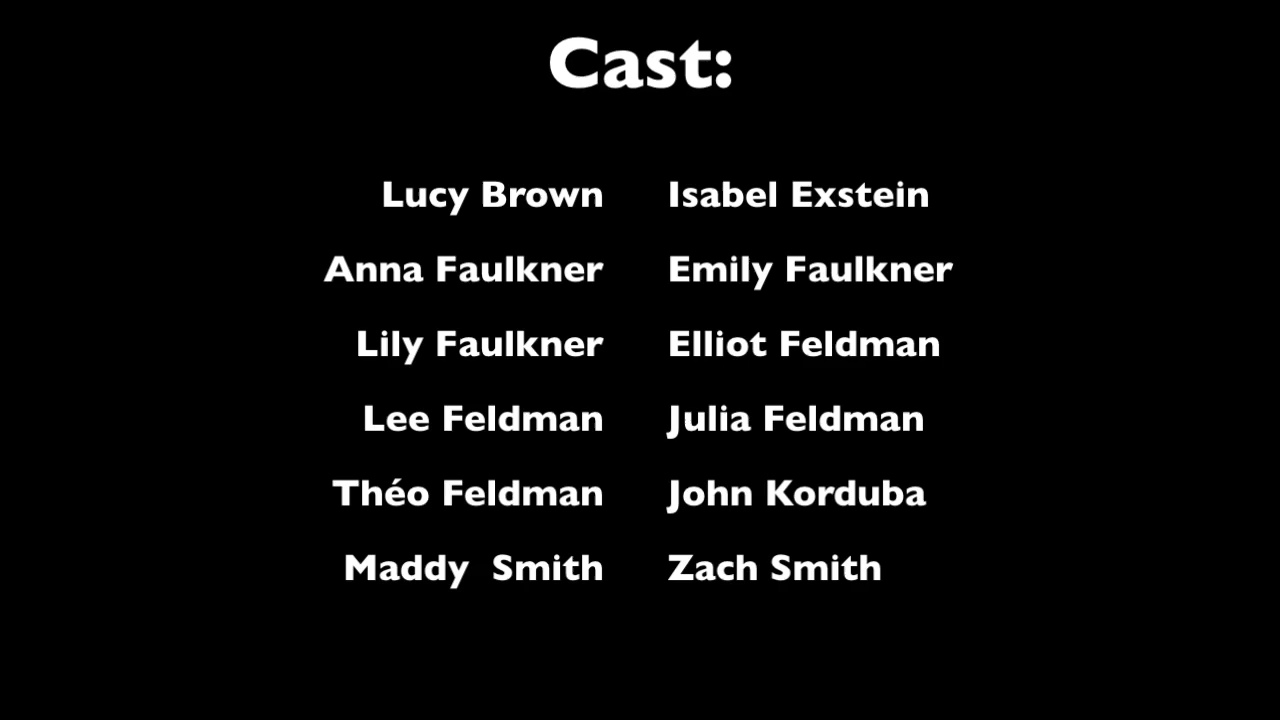 Cast:
Lucy Brown Isabel Exstein
Anna Faulkner Emily Faulkner
Lily Faulkner Elliot Feldman
Lee Feldman Julia Feldman
Théo Feldman John Korduba
Maddy  Smith Zach Smith